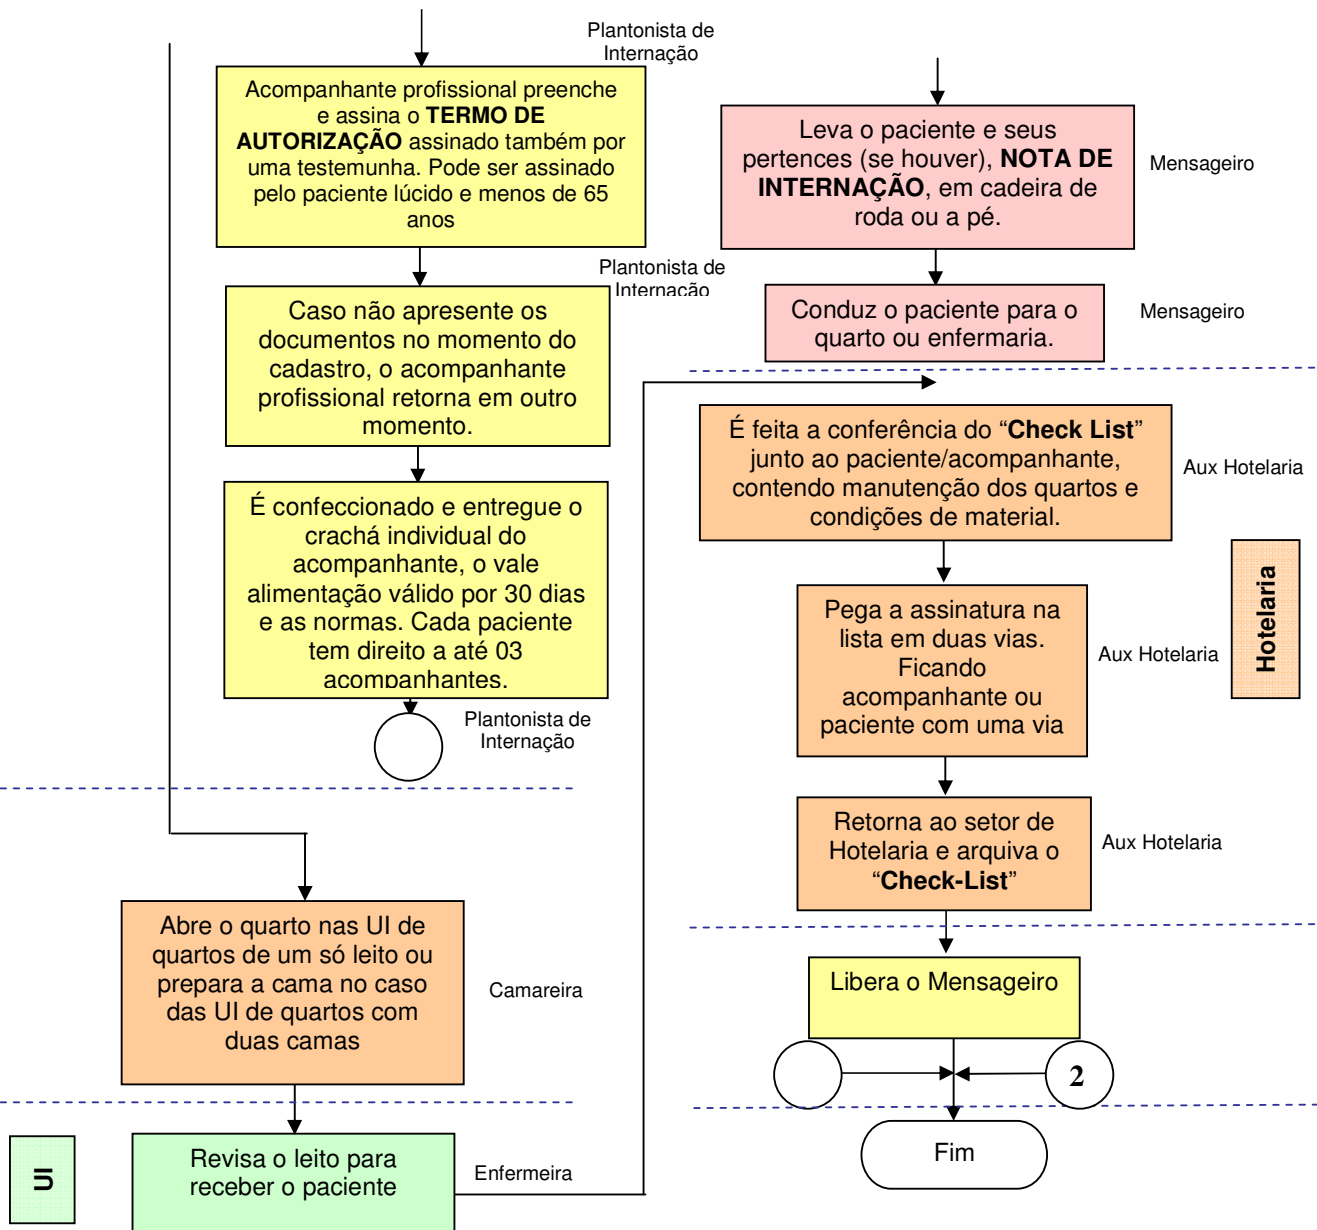 Plantonista de
Internação
Acompanhante profissional preenche
e assina o TERMO DE
AUTORIZAÇÃO assinado também por
uma testemunha. Pode ser assinado
pelo paciente lúcido e menos de 65
anos
Plantonista de
Internação
Caso não apresente os
documentos no momento do
cadastro, o acompanhante
profissional retorna em outro
momento.
É confeccionado e entregue o
crachá individual do
acompanhante, o vale
alimentação válido por 30 dias
e as normas. Cada paciente
tem direito a até 03
acompanhantes.
Plantonista de
Internação
Abre o quarto nas UI de
quartos de um só leito ou
prepara a cama no caso
das UI de quartos com
duas camas
Camareira
UI
Revisa o leito para
receber o paciente
Enfermeira
Leva o paciente e seus
pertences (se houver), NOTA DE
INTERNAÇÃO, em cadeira de
roda ou a pé.
Mensageiro
Conduz o paciente para o
quarto ou enfermaria.
Mensageiro
É feita a conferência do “Check List”
junto ao paciente/acompanhante,
contendo manutenção dos quartos e
condições de material.
Aux Hotelaria
Hotelaria
Pega a assinatura na
lista em duas vias.
Ficando
acompanhante ou
paciente com uma via
Aux Hotelaria
Retorna ao setor de
Hotelaria e arquiva o
“Check-List”
Aux Hotelaria
Libera o Mensageiro
2
Fim